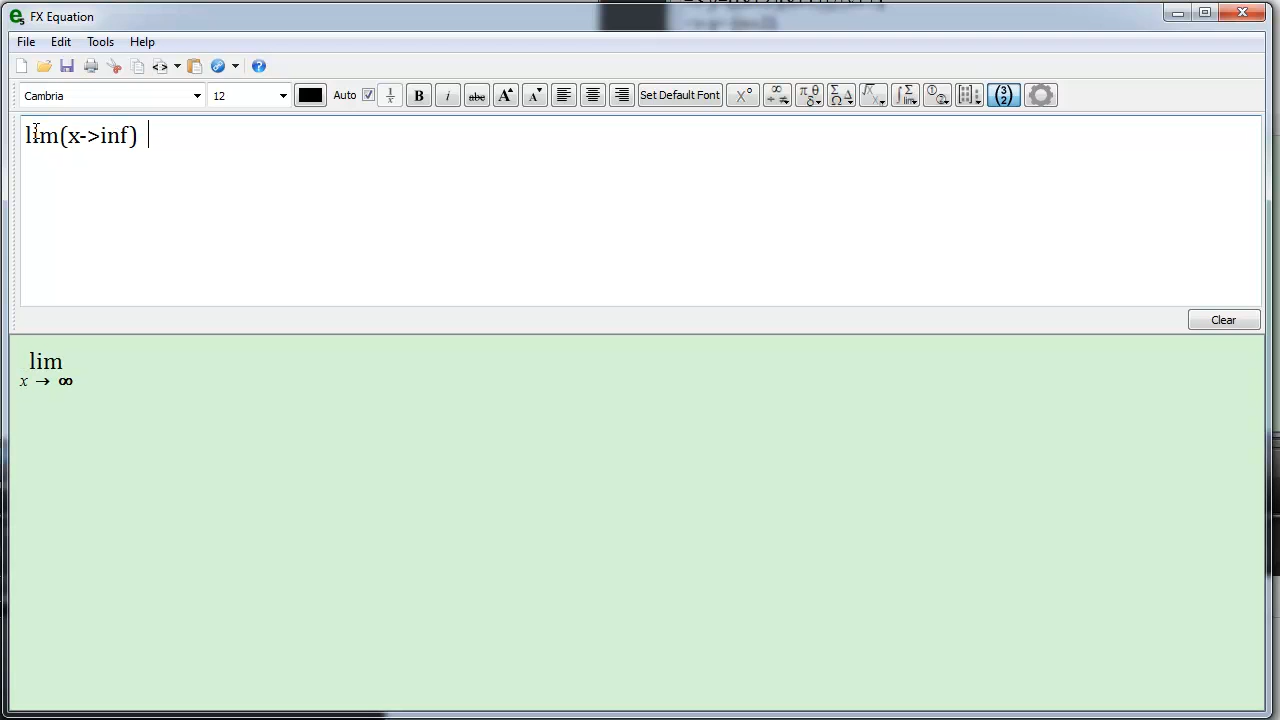 FX Equation
File Edit Tools Help
Cambria 12 Auto B i abc A A Set Default Font
lim(x->inf)
Clear
lim
x → ∞